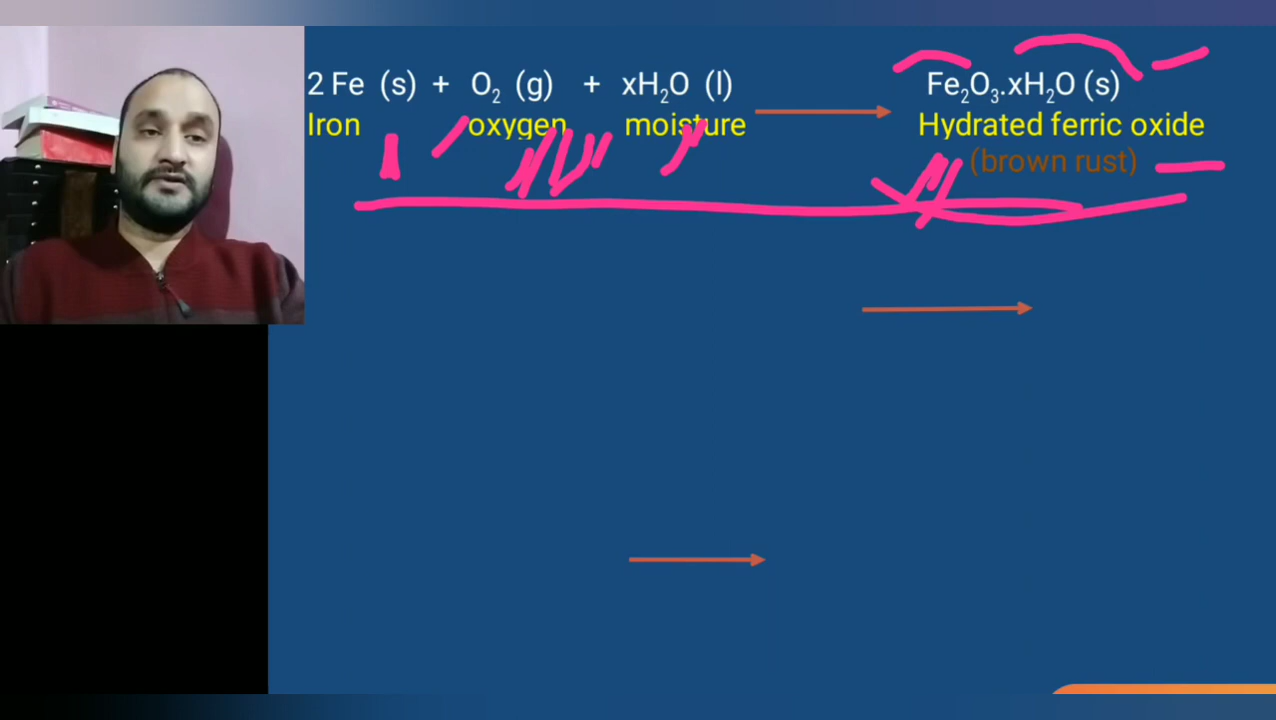 2 Fe (s) + O₂ (g) + xH₂O (l) Fe₂O₃.xH₂O (s)
Iron oxygen moisture Hydrated ferric oxide
(brown rust)